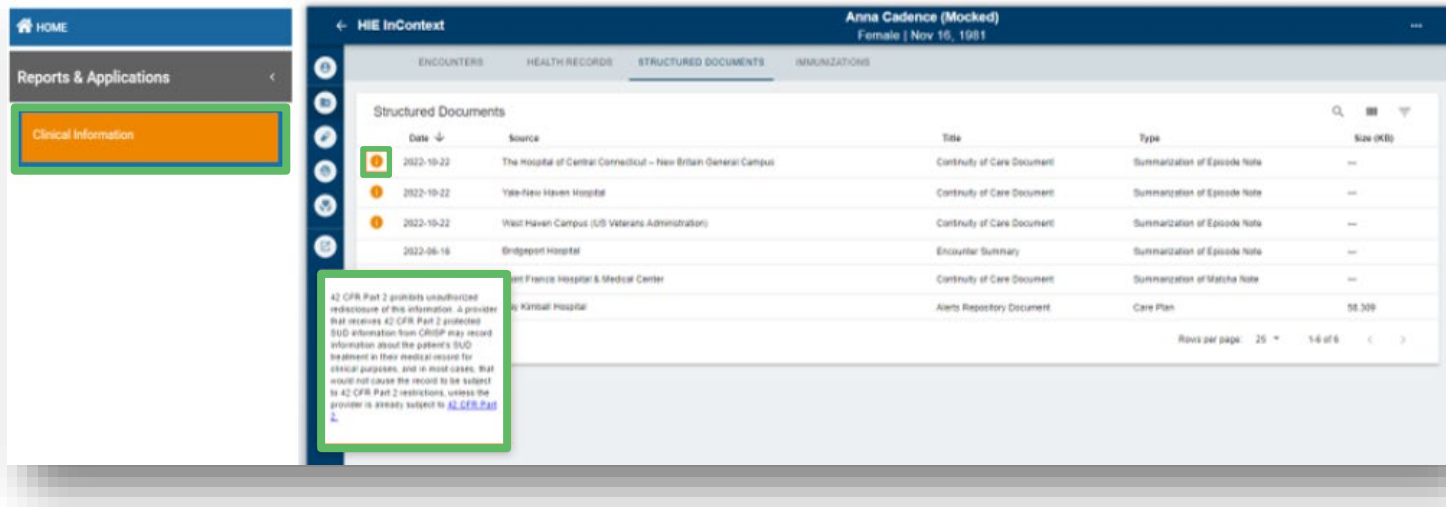 HOME
Reports & Applications
Clinical Information
← HIE InContext
Anna Cadence (Mocked)
Female | Nov 16, 1981
ENCOUNTERS HEALTH RECORDS STRUCTURED DOCUMENTS IMMUNIZATIONS
Structured Documents
Date Source Title Type Size (KB)
2022-10-22 The Hospital of Central Connecticut – New Britain General Campus Continuity of Care Document Summarization of Episode Note —
2022-10-22 Yale-New Haven Hospital Continuity of Care Document Summarization of Episode Note —
2022-10-22 West Haven Campus (US Veterans Administration) Continuity of Care Document Summarization of Episode Note —
2022-06-16 Bridgeport Hospital Encounter Summary Summarization of Episode Note —
Francis Hospital & Medical Center Continuity of Care Document Summarization of Matcha Note —
Kimball Hospital Alerts Repository Document Care Plan 58.309
Rows per page: 25 1-6 of 6
42 CFR Part 2 prohibits unauthorized
redisclosure of this information. A provider
that receives 42 CFR Part 2 protected
SUD information from CRISP may record
information about the patient's SUD
treatment in their medical record for
clinical purposes, and in most cases, that
would not cause the record to be subject
to 42 CFR Part 2 restrictions, unless the
provider is already subject to 42 CFR Part
2.